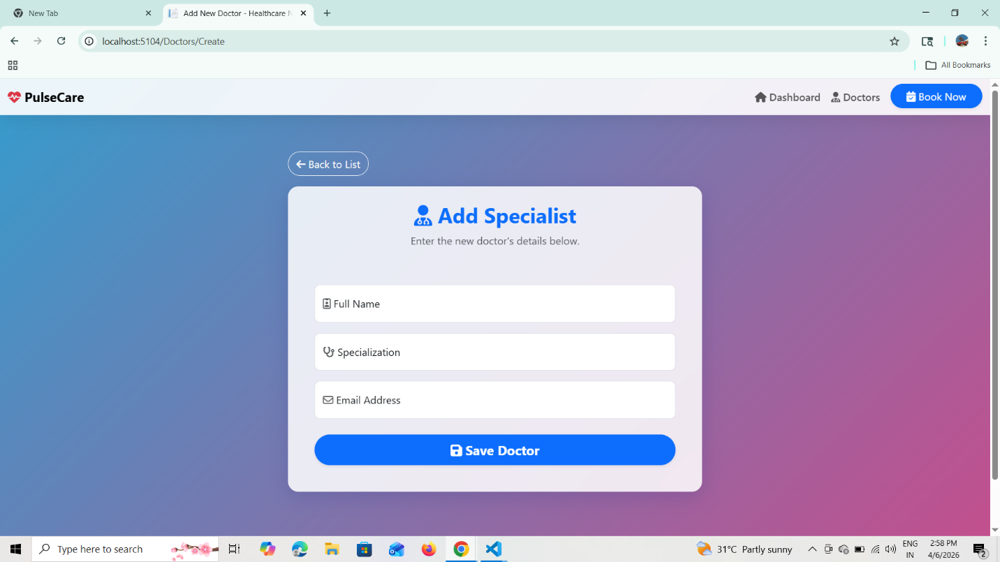 New Tab
Add New Doctor - Healthcare
localhost:5104/Doctors/Create
All Bookmarks
PulseCare
Dashboard
Doctors
Book Now
Back to List
Add Specialist
Enter the new doctor's details below.
Full Name
Specialization
Email Address
Save Doctor
Type here to search
31°C Partly sunny
ENG
IN
2:58 PM
4/6/2026
2